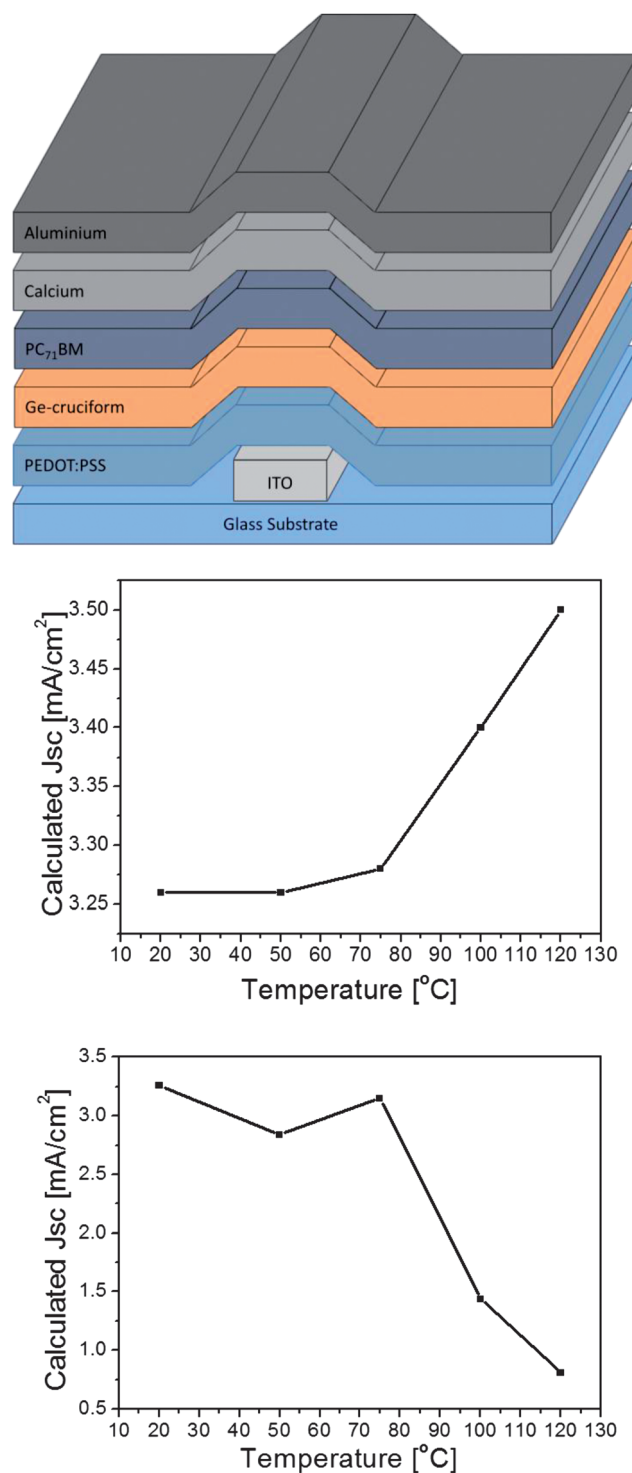 Aluminium
Calcium
PC₇₁BM
Ge-cruciform
PEDOT:PSS
ITO
Glass Substrate
Calculated Jsc [mA/cm²]
3.50
3.45
3.40
3.35
3.30
3.25
10 20 30 40 50 60 70 80 90 100 110 120 130
Temperature [°C]
Calculated Jsc [mA/cm²]
3.5
3.0
2.5
2.0
1.5
1.0
0.5
10 20 30 40 50 60 70 80 90 100 110 120 130
Temperature [°C]